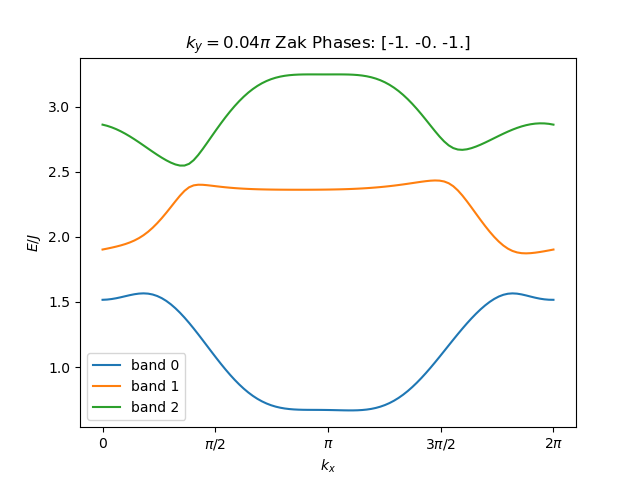 k_y = 0.04π Zak Phases: [-1. -0. -1.]
E/J
3.0
2.5
2.0
1.5
1.0
band 0
band 1
band 2
0
π/2
π
3π/2
2π
k_x